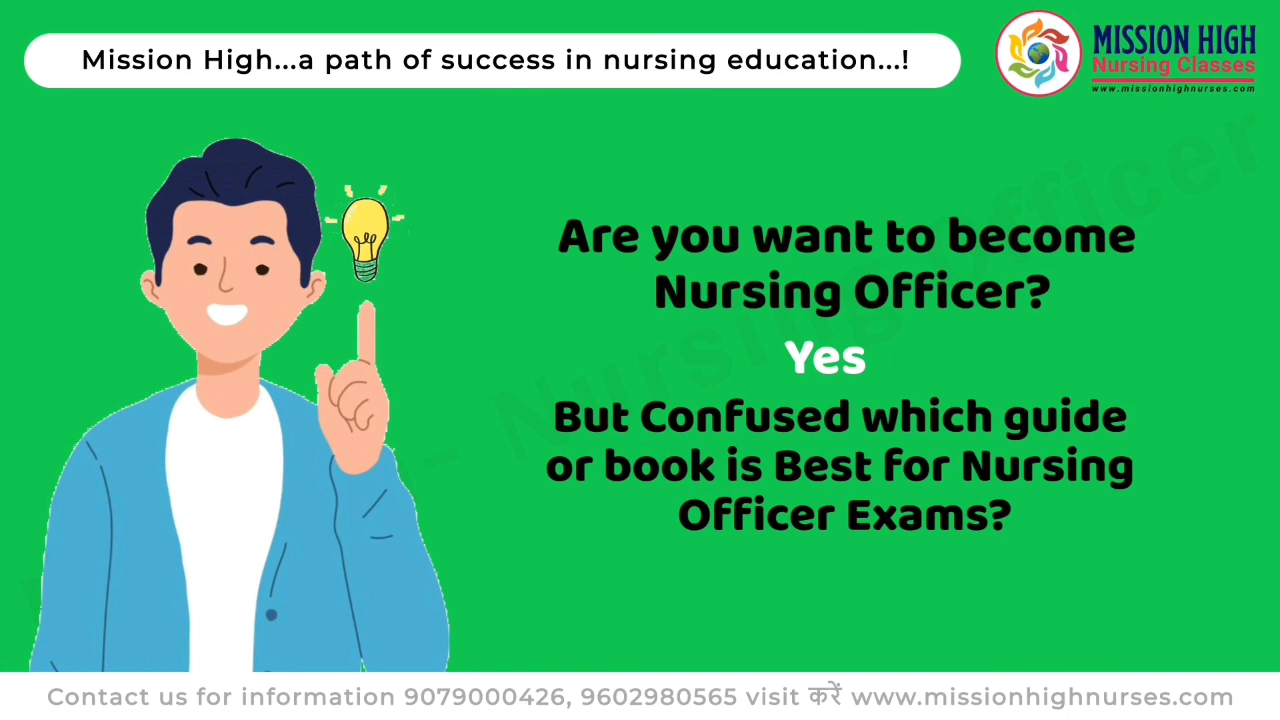 Mission High...a path of success in nursing education...!
MISSION HIGH
Nursing Classes
www.missionhighnurses.com
Are you want to become
Nursing Officer?
Yes
But Confused which guide
or book is Best for Nursing
Officer Exams?
- Nursing Officer
Contact us for information 9079000426, 9602980565 visit करें www.missionhighnurses.com